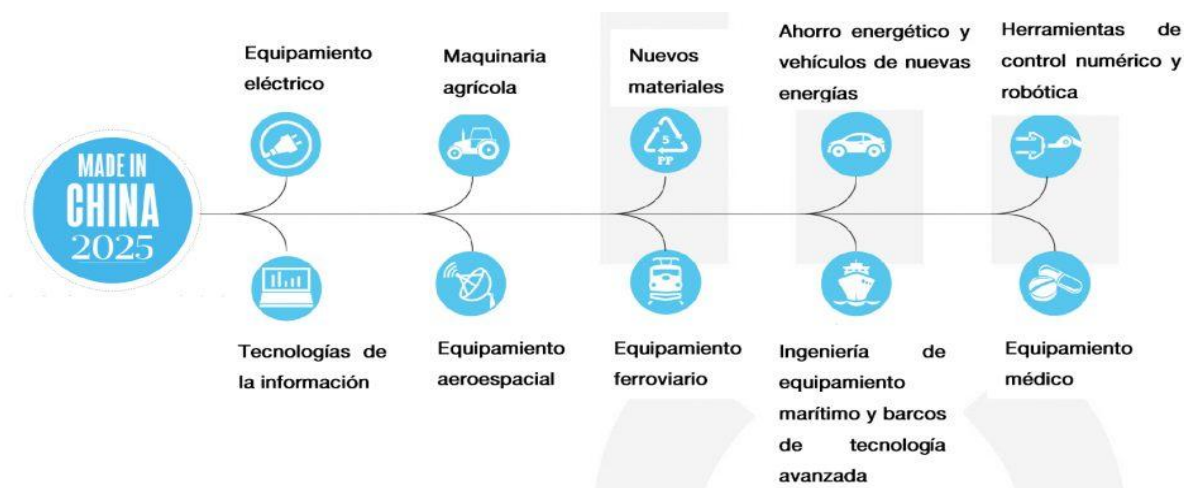 MADE IN
CHINA
2025
Equipamiento
eléctrico
Maquinaria
agrícola
Nuevos
materiales
Ahorro energético y
vehículos de nuevas
energías
Herramientas de
control numérico y
robótica
5
PP
Tecnologías de
la información
Equipamiento
aeroespacial
Equipamiento
ferroviario
Ingeniería de
equipamiento
marítimo y barcos
de tecnología
avanzada
Equipamiento
médico